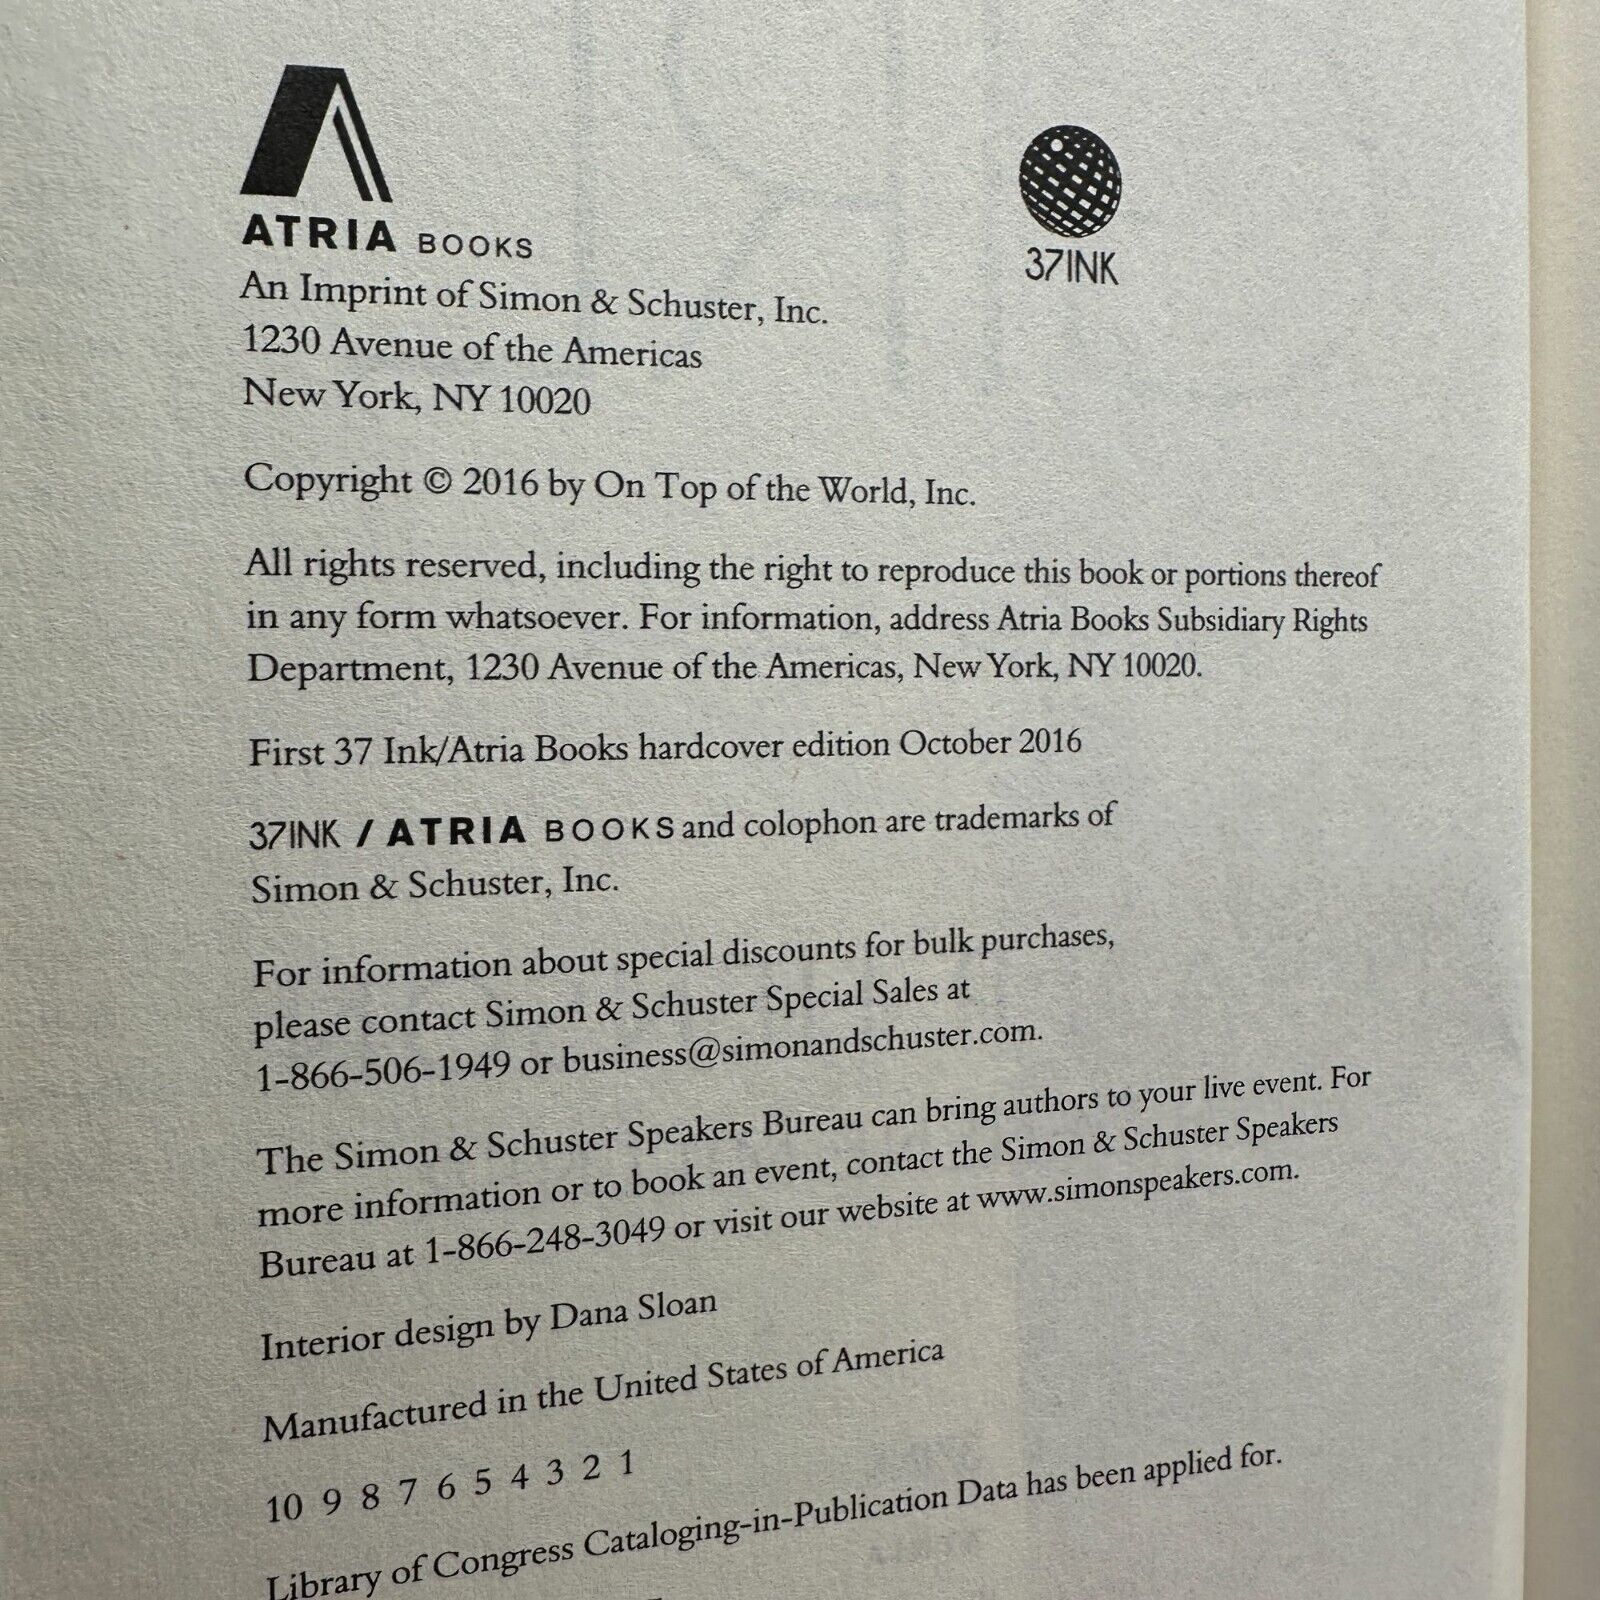 ATRIA BOOKS
An Imprint of Simon & Schuster, Inc.
1230 Avenue of the Americas
New York, NY 10020
37INK
Copyright © 2016 by On Top of the World, Inc.
All rights reserved, including the right to reproduce this book or portions thereof
in any form whatsoever. For information, address Atria Books Subsidiary Rights
Department, 1230 Avenue of the Americas, New York, NY 10020.
First 37 Ink/Atria Books hardcover edition October 2016
37INK / ATRIA BOOKS and colophon are trademarks of
Simon & Schuster, Inc.
For information about special discounts for bulk purchases,
please contact Simon & Schuster Special Sales at
1-866-506-1949 or business@simonandschuster.com.
The Simon & Schuster Speakers Bureau can bring authors to your live event. For
more information or to book an event, contact the Simon & Schuster Speakers
Bureau at 1-866-248-3049 or visit our website at www.simonspeakers.com.
Interior design by Dana Sloan
Manufactured in the United States of America
10 9 8 7 6 5 4 3 2 1
Library of Congress Cataloging-in-Publication Data has been applied for.